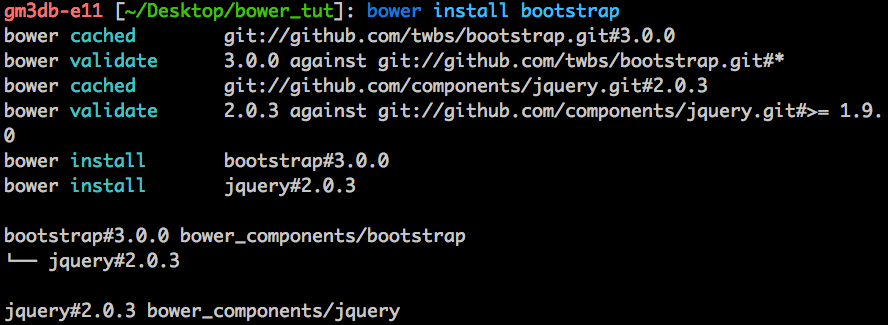 gm3db-e11 [~/Desktop/bower_tut]: bower install bootstrap
bower cached        git://github.com/twbs/bootstrap.git#3.0.0
bower validate      3.0.0 against git://github.com/twbs/bootstrap.git#*
bower cached        git://github.com/components/jquery.git#2.0.3
bower validate      2.0.3 against git://github.com/components/jquery.git#>= 1.9.
0
bower install       bootstrap#3.0.0
bower install       jquery#2.0.3

bootstrap#3.0.0 bower_components/bootstrap
└── jquery#2.0.3

jquery#2.0.3 bower_components/jquery